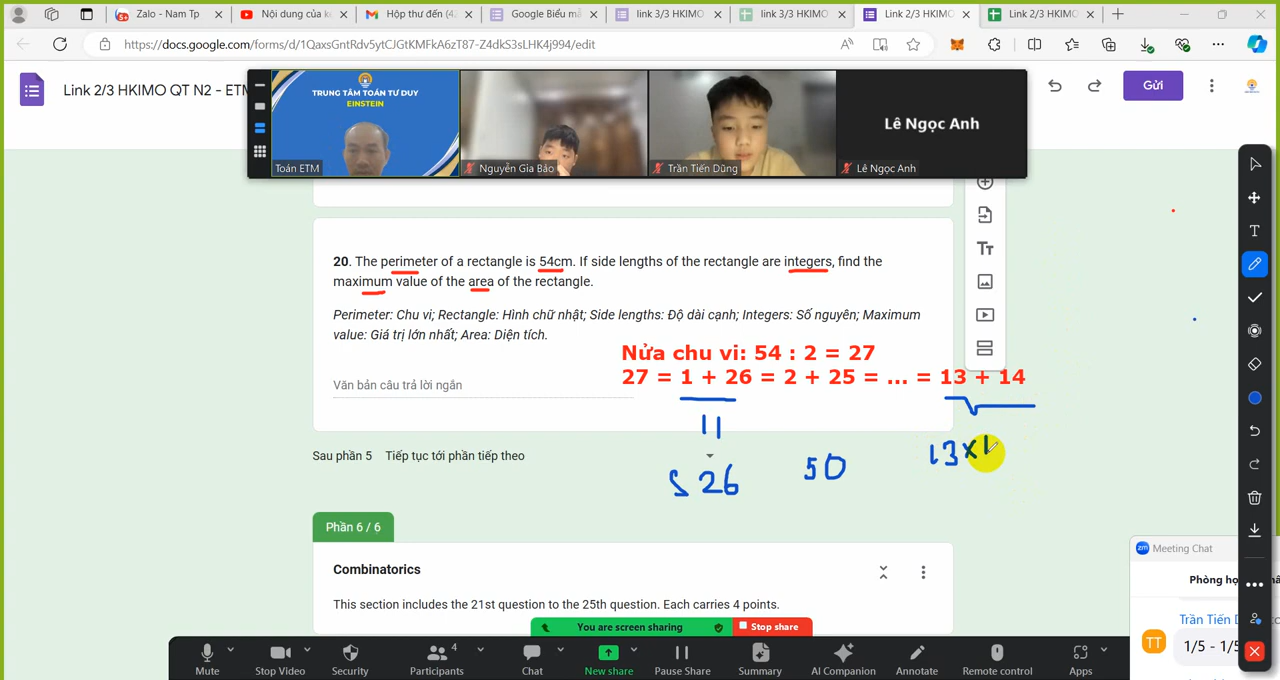 Zalo - Nam Tp
Nội dung của k
Hộp thư đến (4
Google Biểu m
link 3/3 HKIMO
link 3/3 HKIMO
Link 2/3 HKIMO
Link 2/3 HKIMO
https://docs.google.com/forms/d/1QaxsGntRdv5ytCJGtKMFkA6zT87-Z4dkS3sLHK4j994/edit
Link 2/3 HKIMO QT N2 - ETM
Gửi
TRUNG TÂM TOÁN TƯ DUY
EINSTEIN
Toán ETM
Nguyễn Gia Bảo
Trần Tiến Dũng
Lê Ngọc Anh
Lê Ngọc Anh
20. The perimeter of a rectangle is 54cm. If side lengths of the rectangle are integers, find the
maximum value of the area of the rectangle.
Perimeter: Chu vi; Rectangle: Hình chữ nhật; Side lengths: Độ dài cạnh; Integers: Số nguyên; Maximum
value: Giá trị lớn nhất; Area: Diện tích.
Nửa chu vi: 54 : 2 = 27
27 = 1 + 26 = 2 + 25 = ... = 13 + 14
Văn bản câu trả lời ngắn
S 26
50
13x1
Sau phần 5 Tiếp tục tới phần tiếp theo
Phần 6 / 6
Combinatorics
This section includes the 21st question to the 25th question. Each carries 4 points.
You are screen sharing
Stop share
Meeting Chat
Phòng họ
Trần Tiến
TT
1/5 - 1/5
Mute
Stop Video
Security
Participants
4
Chat
New share
Pause Share
Summary
AI Companion
Annotate
Remote control
Apps